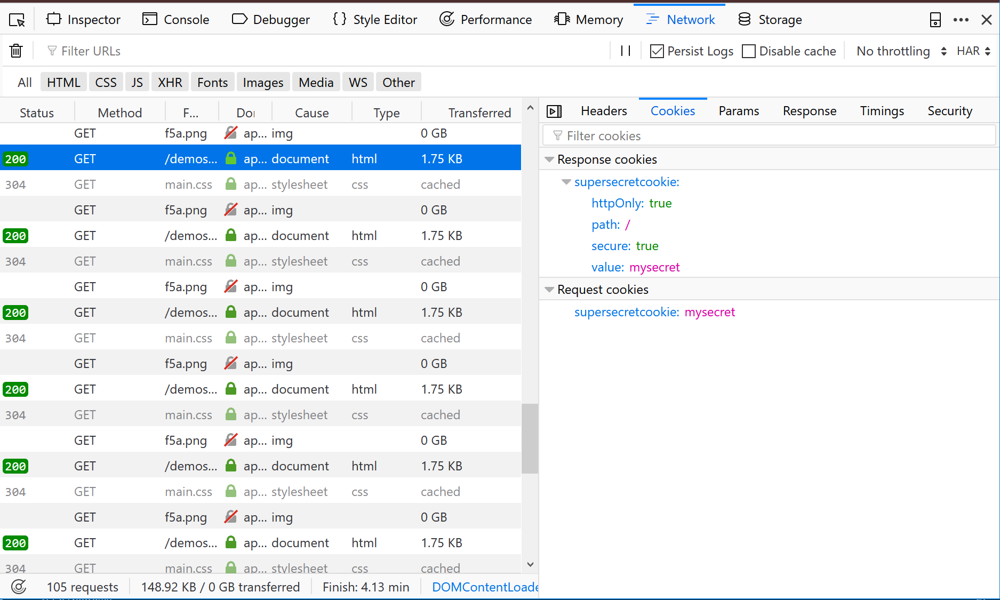 Inspector Console Debugger {} Style Editor Performance Memory Network Storage
Filter URLs Persist Logs Disable cache No throttling HAR
All HTML CSS JS XHR Fonts Images Media WS Other
Status Method F... Do Cause Type Transferred
GET f5a.png ap... img 0 GB
200 GET /demos... ap... document html 1.75 KB
304 GET main.css ap... stylesheet css cached
GET f5a.png ap... img 0 GB
200 GET /demos... ap... document html 1.75 KB
304 GET main.css ap... stylesheet css cached
GET f5a.png ap... img 0 GB
200 GET /demos... ap... document html 1.75 KB
304 GET main.css ap... stylesheet css cached
GET f5a.png ap... img 0 GB
200 GET /demos... ap... document html 1.75 KB
304 GET main.css ap... stylesheet css cached
GET f5a.png ap... img 0 GB
200 GET /demos... ap... document html 1.75 KB
304 GET main.css ap... stylesheet css cached
GET f5a.png ap... img 0 GB
200 GET /demos... ap... document html 1.75 KB
304 GET main.css ap... stylesheet css cached
105 requests 148.92 KB / 0 GB transferred Finish: 4.13 min DOMContentLoade
Headers Cookies Params Response Timings Security
Filter cookies
Response cookies
supersecretcookie:
httpOnly: true
path: /
secure: true
value: mysecret
Request cookies
supersecretcookie: mysecret